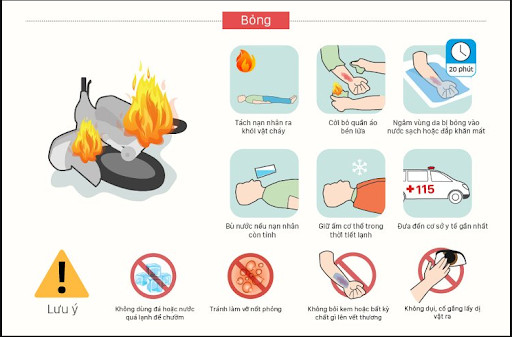 Bỏng
20 phút
Tách nạn nhân ra
khỏi vật cháy
Cởi bỏ quần áo
bén lửa
Ngâm vùng da bị bỏng vào
nước sạch hoặc đắp khăn mát
+115
Bù nước nếu nạn nhân
còn tỉnh
Giữ ấm cơ thể trong
thời tiết lạnh
Đưa đến cơ sở y tế gần nhất
Lưu ý
Không dùng đá hoặc nước
quá lạnh để chườm
Tránh làm vỡ nốt phỏng
Không bôi kem hoặc bất kỳ
chất gì lên vết thương
Không dụi, cố gắng lấy dị
vật ra